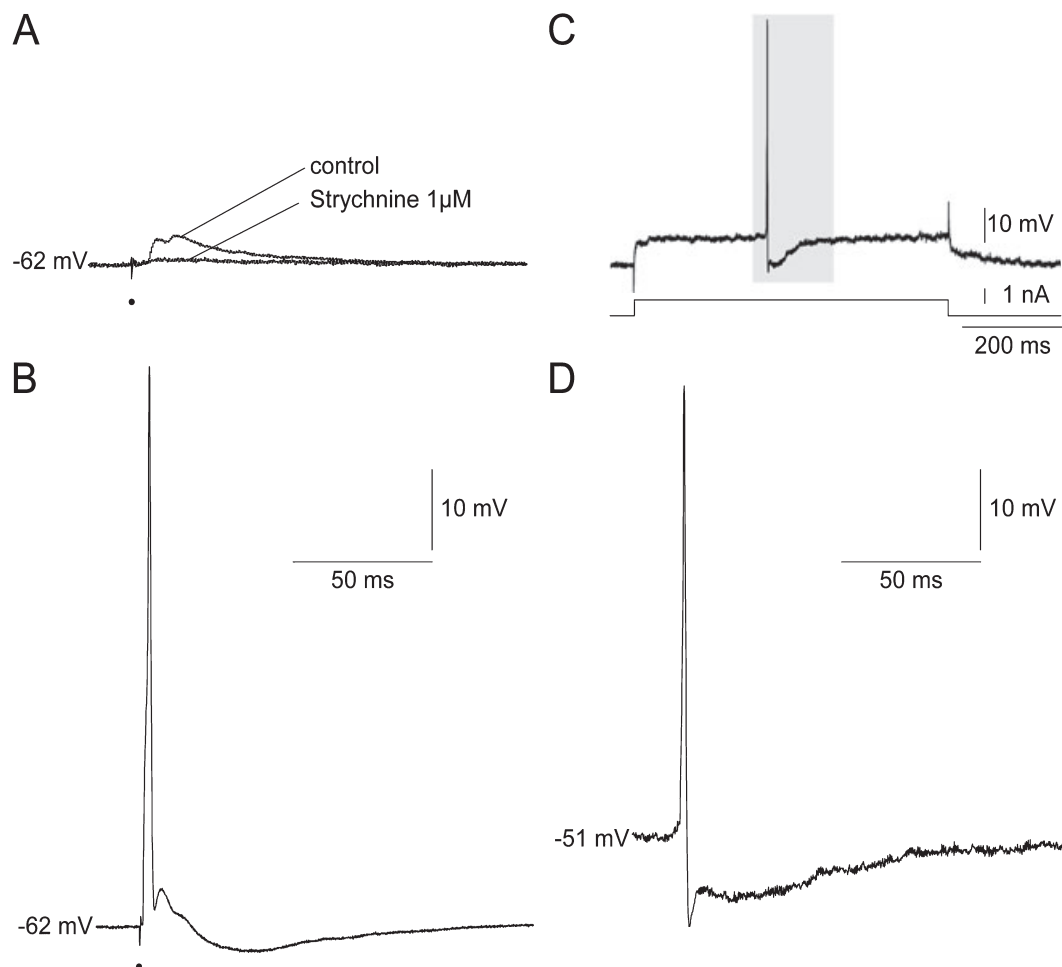 A
control
Strychnine 1µM
-62 mV
C
10 mV
1 nA
200 ms
B
10 mV
50 ms
-62 mV
D
10 mV
50 ms
-51 mV